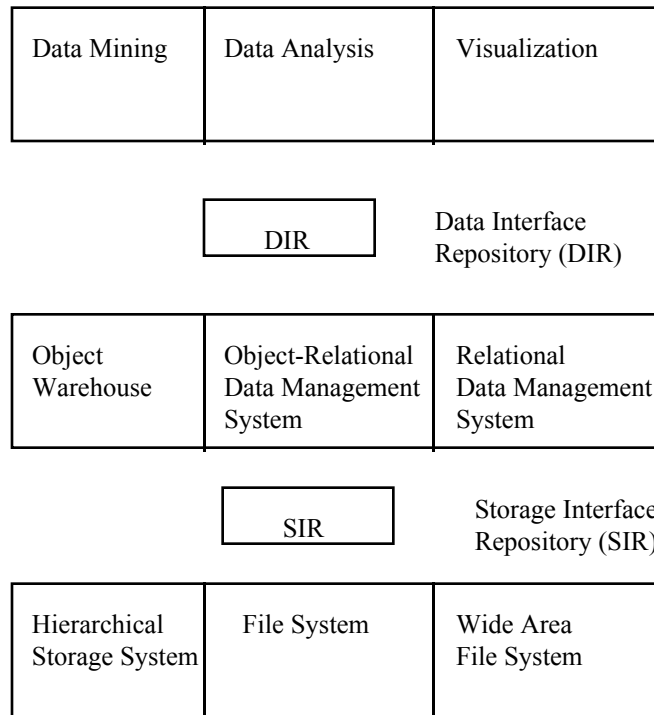 Data Mining
Data Analysis
Visualization
DIR
Data Interface
Repository (DIR)
Object
Warehouse
Object-Relational
Data Management
System
Relational
Data Management
System
SIR
Storage Interface
Repository (SIR)
Hierarchical
Storage System
File System
Wide Area
File System